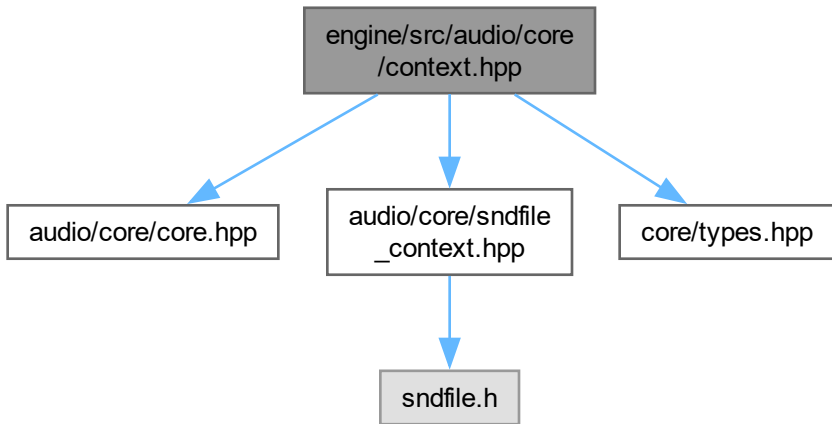 engine/src/audio/core
/context.hpp
audio/core/core.hpp
audio/core/sndfile
_context.hpp
core/types.hpp
sndfile.h